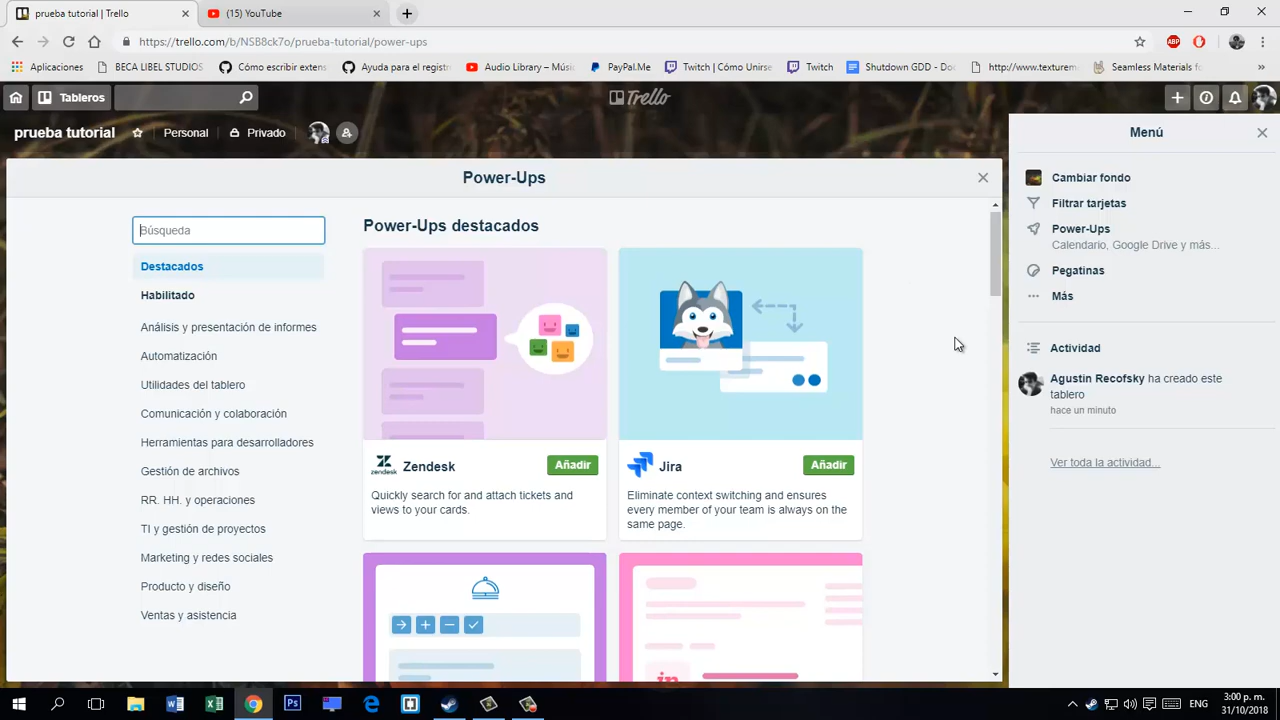 prueba tutorial | Trello
(15) YouTube
https://trello.com/b/NSB8ck7o/prueba-tutorial/power-ups
ABP
Aplicaciones
BECA LIBEL STUDIOS
Cómo escribir extens
Ayuda para el registr
Audio Library – Músi
PayPal.Me
Twitch | Cómo Unirse
Twitch
Shutdown GDD - Doc
http://www.texturem
Seamless Materials fo
Tableros
Trello
prueba tutorial
Personal
Privado
Power-Ups
Búsqueda
Destacados
Habilitado
Análisis y presentación de informes
Automatización
Utilidades del tablero
Comunicación y colaboración
Herramientas para desarrolladores
Gestión de archivos
RR. HH. y operaciones
TI y gestión de proyectos
Marketing y redes sociales
Producto y diseño
Ventas y asistencia
Power-Ups destacados
zendesk
Zendesk
Añadir
Quickly search for and attach tickets and
views to your cards.
Jira
Añadir
Eliminate context switching and ensures
every member of your team is always on the
same page.
in
Menú
Cambiar fondo
Filtrar tarjetas
Power-Ups
Calendario, Google Drive y más...
Pegatinas
Más
Actividad
Agustin Recofsky ha creado este
tablero
hace un minuto
Ver toda la actividad...
ENG
3:00 p. m.
31/10/2018